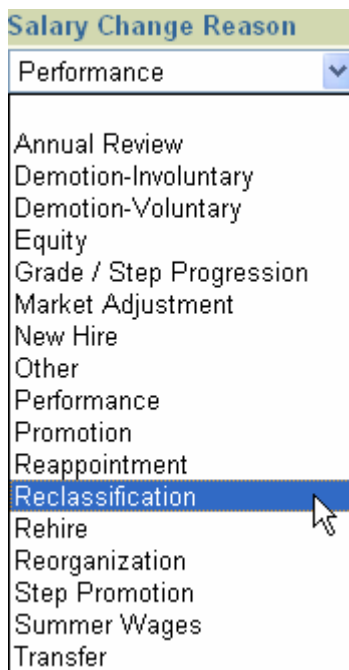 Salary Change Reason
Performance
Annual Review
Demotion-Involuntary
Demotion-Voluntary
Equity
Grade / Step Progression
Market Adjustment
New Hire
Other
Performance
Promotion
Reappointment
Reclassification
Rehire
Reorganization
Step Promotion
Summer Wages
Transfer